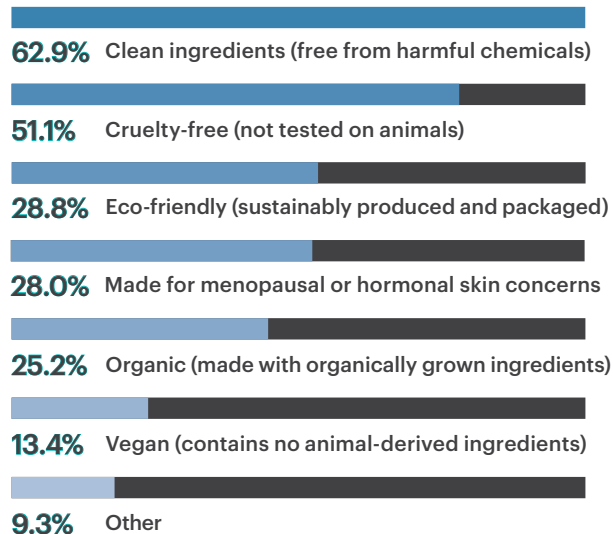 62.9% Clean ingredients (free from harmful chemicals)
51.1% Cruelty-free (not tested on animals)
28.8% Eco-friendly (sustainably produced and packaged)
28.0% Made for menopausal or hormonal skin concerns
25.2% Organic (made with organically grown ingredients)
13.4% Vegan (contains no animal-derived ingredients)
9.3% Other